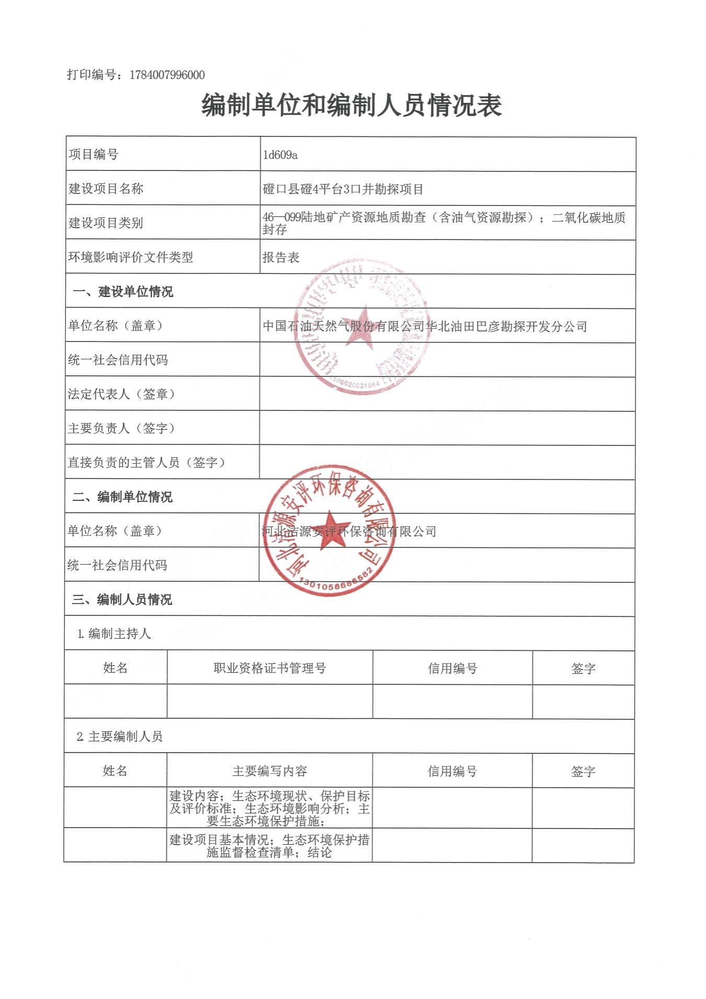 打印编号：1784007996000
编制单位和编制人员情况表
项目编号 1d609a
建设项目名称 磴口县磴4平台3口井勘探项目
建设项目类别 46—099陆地矿产资源地质勘查（含油气资源勘探）；二氧化碳地质
封存
环境影响评价文件类型 报告表
一、建设单位情况
单位名称（盖章） 中国石油天然气股份有限公司华北油田巴彦勘探开发分公司
统一社会信用代码
1508020031664
法定代表人（签章）
主要负责人（签字）
直接负责的主管人员（签字）
二、编制单位情况
河北洁源安评环保咨询有限公司
单位名称（盖章） 河北洁源安评环保咨询有限公司
统一社会信用代码
1301058686582
三、编制人员情况
1. 编制主持人
姓名 职业资格证书管理号 信用编号 签字
2. 主要编制人员
姓名 主要编写内容 信用编号 签字
建设内容；生态环境现状、保护目标
及评价标准；生态环境影响分析；主
要生态环境保护措施；
建设项目基本情况；生态环境保护措
施监督检查清单；结论